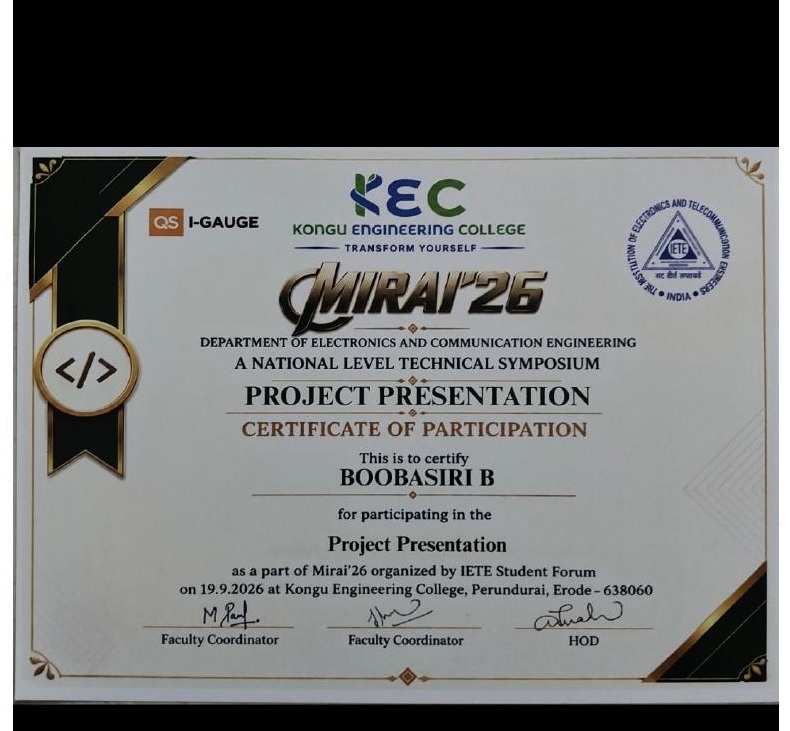 QS I-GAUGE
KEC
KONGU ENGINEERING COLLEGE
TRANSFORM YOURSELF
THE INSTITUTION OF ELECTRONICS AND TELECOMMUNICATION ENGINEERS
IETE
INDIA
MIRAI'26
DEPARTMENT OF ELECTRONICS AND COMMUNICATION ENGINEERING
A NATIONAL LEVEL TECHNICAL SYMPOSIUM
</>
PROJECT PRESENTATION
CERTIFICATE OF PARTICIPATION
This is to certify
BOOBASIRI B
for participating in the
Project Presentation
as a part of Mirai'26 organized by IETE Student Forum
on 19.9.2026 at Kongu Engineering College, Perundurai, Erode - 638060
Faculty Coordinator
Faculty Coordinator
HOD